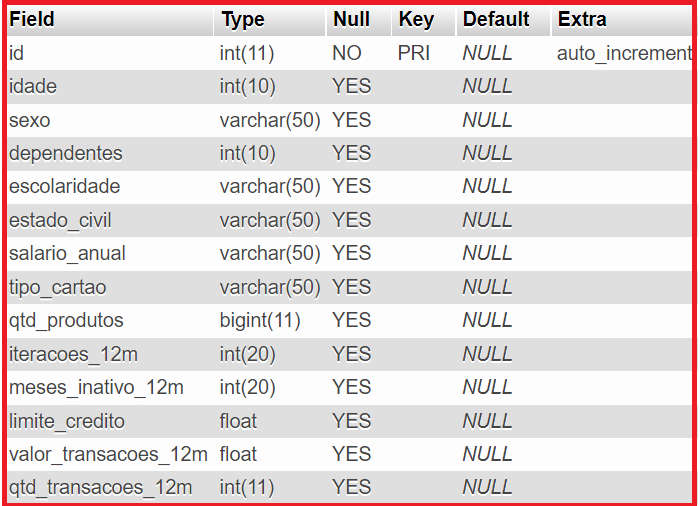 Field Type Null Key Default Extra
id int(11) NO PRI NULL auto_increment
idade int(10) YES NULL
sexo varchar(50) YES NULL
dependentes int(10) YES NULL
escolaridade varchar(50) YES NULL
estado_civil varchar(50) YES NULL
salario_anual varchar(50) YES NULL
tipo_cartao varchar(50) YES NULL
qtd_produtos bigint(11) YES NULL
iteracoes_12m int(20) YES NULL
meses_inativo_12m int(20) YES NULL
limite_credito float YES NULL
valor_transacoes_12m float YES NULL
qtd_transacoes_12m int(11) YES NULL